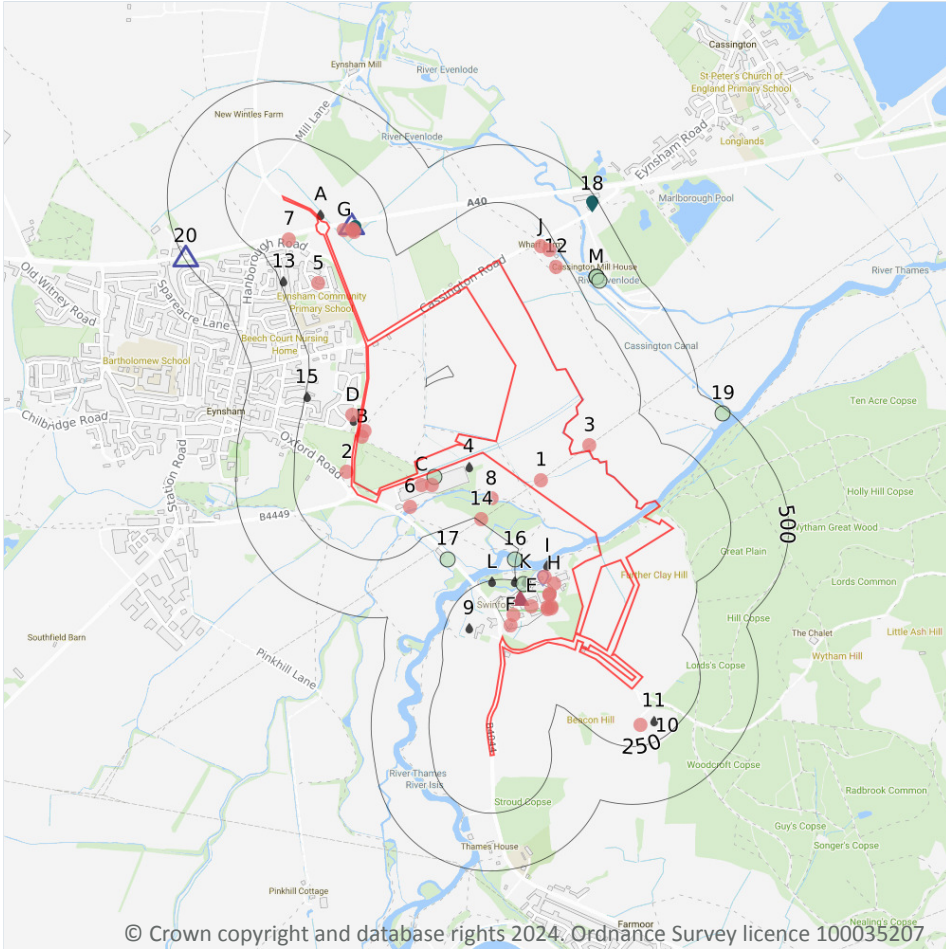 Cassington
Eynsham Mill
River Evenlode
St-Peter's Church of
England Primary School
New Wintles Farm
Mill Lane
River Evenlode
Longlands
Eynsham Road
18
Marlborough Pool
A
G
A40
7
J
12
20
Hanborough Road
Cassington Road
Cassington Mill House
M
River Evenlode
River Thames
13
5
Old Witney Road
Eynsham Community
Primary School
Spareacre Lane
Beech Court Nursing
Home
Cassington Canal
Bartholomew School
15
19
Ten Acre Copse
Eynsham
D
B
Chilbridge Road
Oxford Road
3
2
C
4
1
Station Road
6
8
14
Holly Hill Copse
B4449
500
Wytham Great Wood
17
16
I
Great Plain
L
K
H
Further Clay Hill
Lords Common
E
F
9
Hill Copse
The Chalet
Little Ash Hill
Southfield Barn
Wytham Hill
Pinkhill Lane
Lords's Copse
11
Beacon Hill
10
B4044
250
Woodcroft Copse
River Thames
River Isis
Radbrook Common
Stroud Copse
Guy's Copse
Thames House
Songer's Copse
Pinkhill Cottage
Farmoor
Nealing's Copse
© Crown copyright and database rights 2024. Ordnance Survey licence 100035207